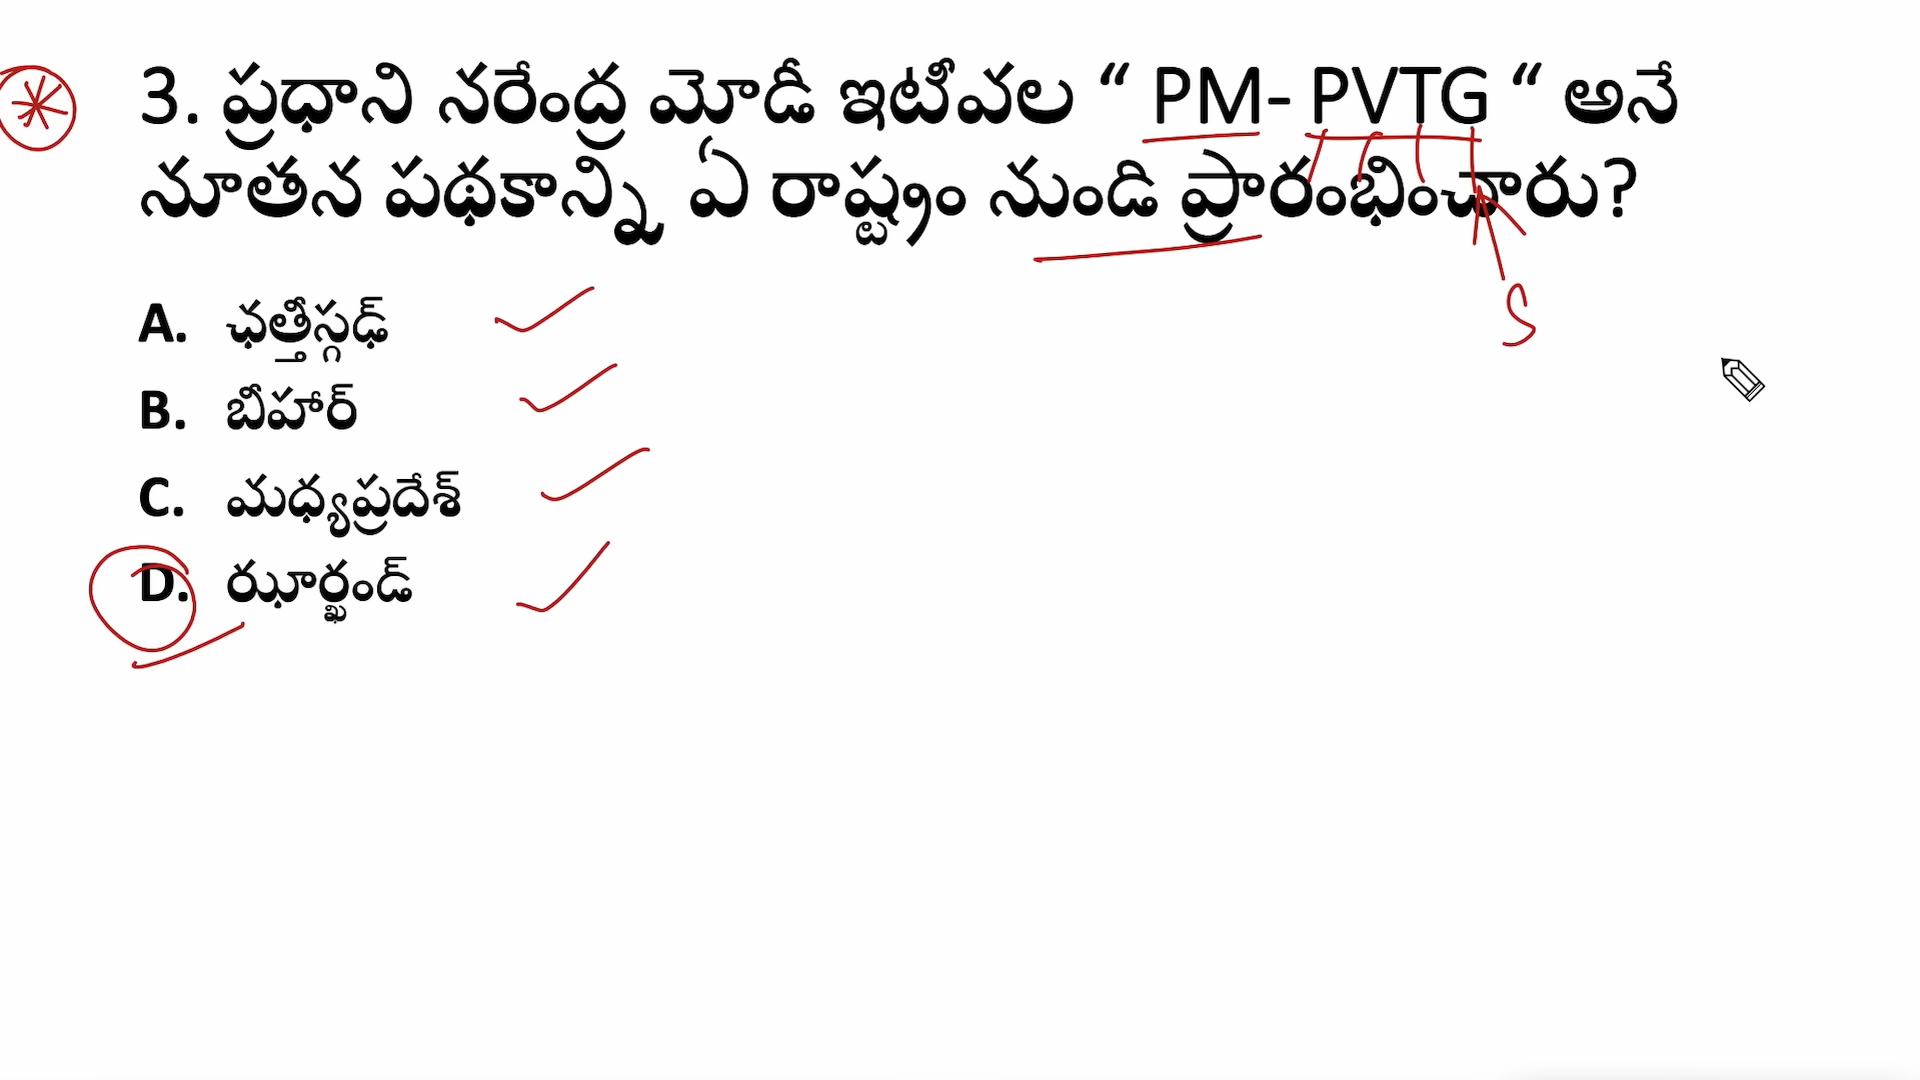 3. ప్రధాని నరేంద్ర మోడీ ఇటీవల “ PM- PVTG “ అనే
నూతన పథకాన్ని ఏ రాష్ట్రం నుండి ప్రారంభించారు?
S
A. ఛత్తీస్గఢ్
B. బీహార్
C. మధ్యప్రదేశ్
D. ఝార్ఖండ్